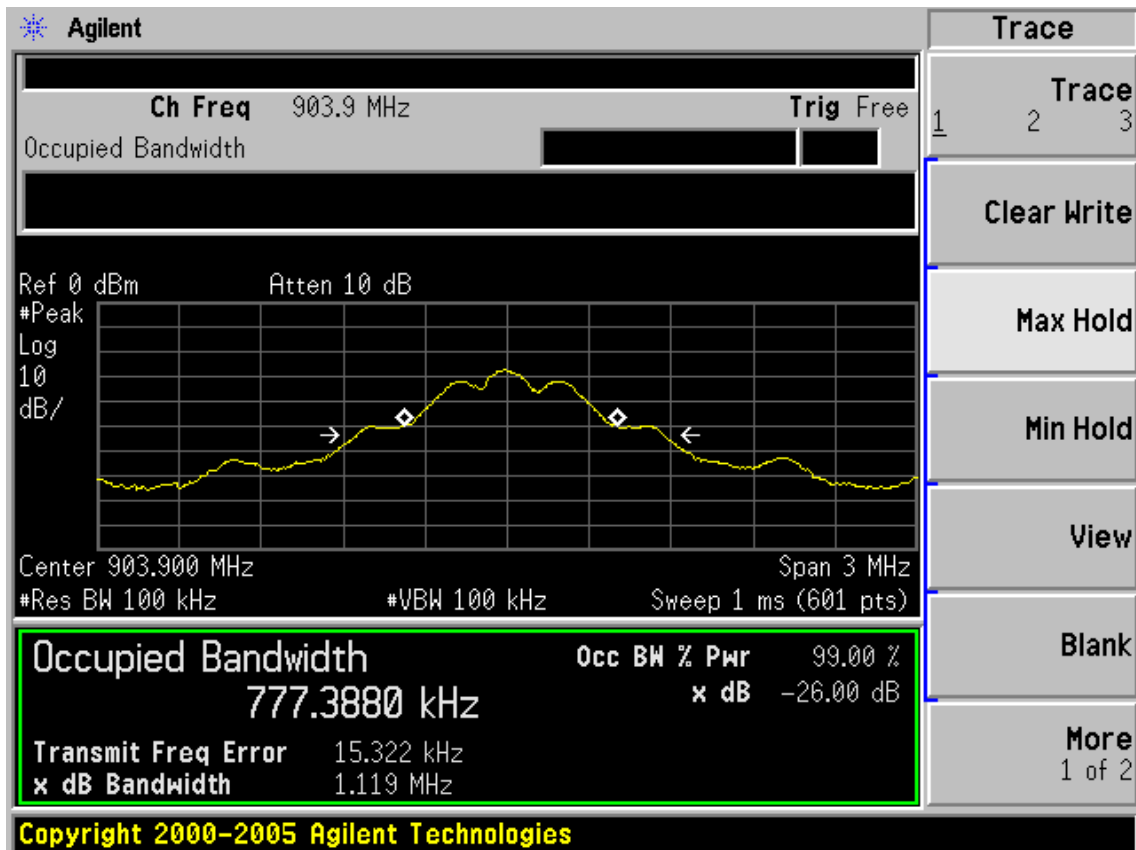 Agilent
Trace
Ch Freq 903.9 MHz Trig Free
Occupied Bandwidth
Trace
1 2 3
Clear Write
Max Hold
Min Hold
View
Blank
More
1 of 2
Ref 0 dBm Atten 10 dB
#Peak
Log
10
dB/
Center 903.900 MHz Span 3 MHz
#Res BW 100 kHz #VBW 100 kHz Sweep 1 ms (601 pts)
Occupied Bandwidth Occ BW % Pwr 99.00 %
777.3880 kHz x dB -26.00 dB
Transmit Freq Error 15.322 kHz
x dB Bandwidth 1.119 MHz
Copyright 2000-2005 Agilent Technologies